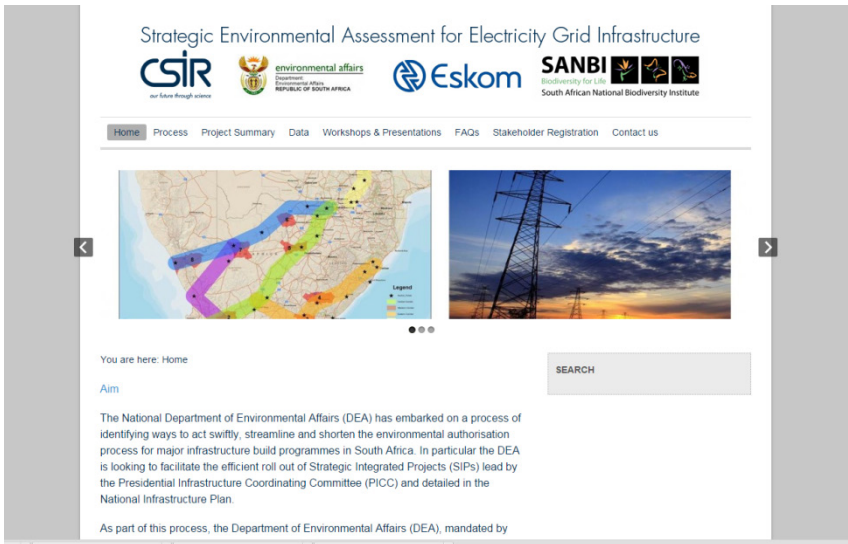 Strategic Environmental Assessment for Electricity Grid Infrastructure
CSIR
our future through science
environmental affairs
Department:
Environmental Affairs
REPUBLIC OF SOUTH AFRICA
Eskom
SANBI
Biodiversity for Life
South African National Biodiversity Institute
Home Process Project Summary Data Workshops & Presentations FAQs Stakeholder Registration Contact us
Legend
You are here: Home
SEARCH
Aim
The National Department of Environmental Affairs (DEA) has embarked on a process of
identifying ways to act swiftly, streamline and shorten the environmental authorisation
process for major infrastructure build programmes in South Africa. In particular the DEA
is looking to facilitate the efficient roll out of Strategic Integrated Projects (SIPs) lead by
the Presidential Infrastructure Coordinating Committee (PICC) and detailed in the
National Infrastructure Plan.
As part of this process, the Department of Environmental Affairs (DEA), mandated by